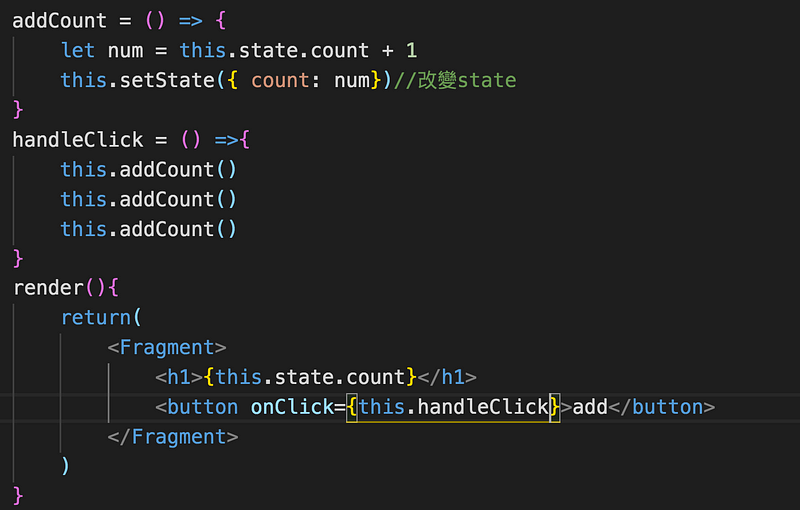 addCount = () => {
    let num = this.state.count + 1
    this.setState({ count: num})//改變state
}
handleClick = () =>{
    this.addCount()
    this.addCount()
    this.addCount()
}
render(){
    return(
        <Fragment>
            <h1>{this.state.count}</h1>
            <button onClick={this.handleClick}>add</button>
        </Fragment>
    )
}